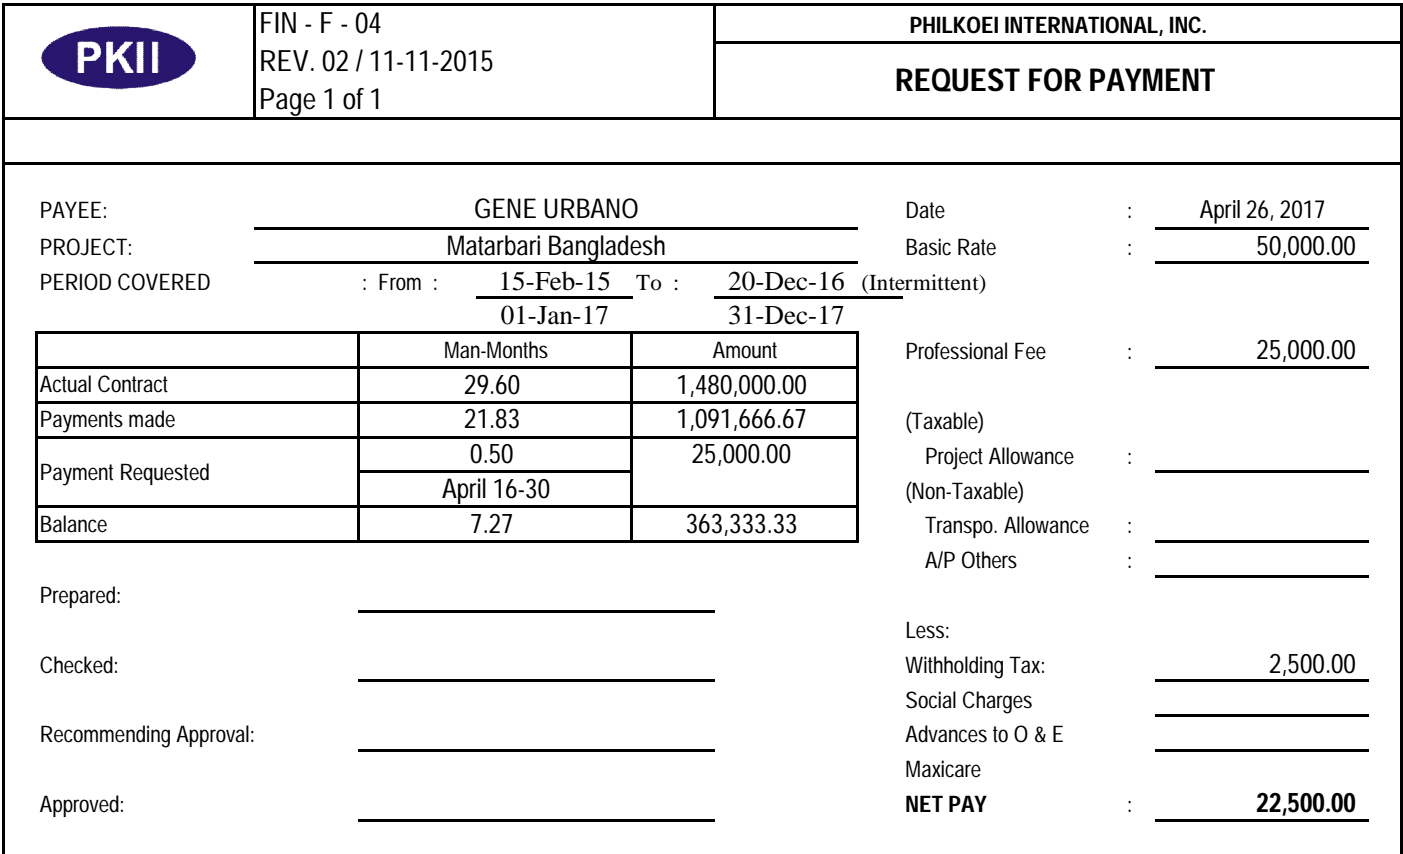 PKII
FIN - F - 04
REV. 02 / 11-11-2015
Page 1 of 1
PHILKOEI INTERNATIONAL, INC.
REQUEST FOR PAYMENT
PAYEE: GENE URBANO Date : April 26, 2017
PROJECT: Matarbari Bangladesh Basic Rate : 50,000.00
PERIOD COVERED : From : 15-Feb-15 To : 20-Dec-16 (Intermittent)
01-Jan-17 31-Dec-17
Man-Months Amount Professional Fee : 25,000.00
Actual Contract 29.60 1,480,000.00
Payments made 21.83 1,091,666.67 (Taxable)
Payment Requested 0.50 25,000.00 Project Allowance :
April 16-30 (Non-Taxable)
Balance 7.27 363,333.33 Transpo. Allowance :
A/P Others :
Prepared:
Less:
Checked: Withholding Tax: 2,500.00
Social Charges
Recommending Approval: Advances to O & E
Maxicare
Approved: NET PAY : 22,500.00